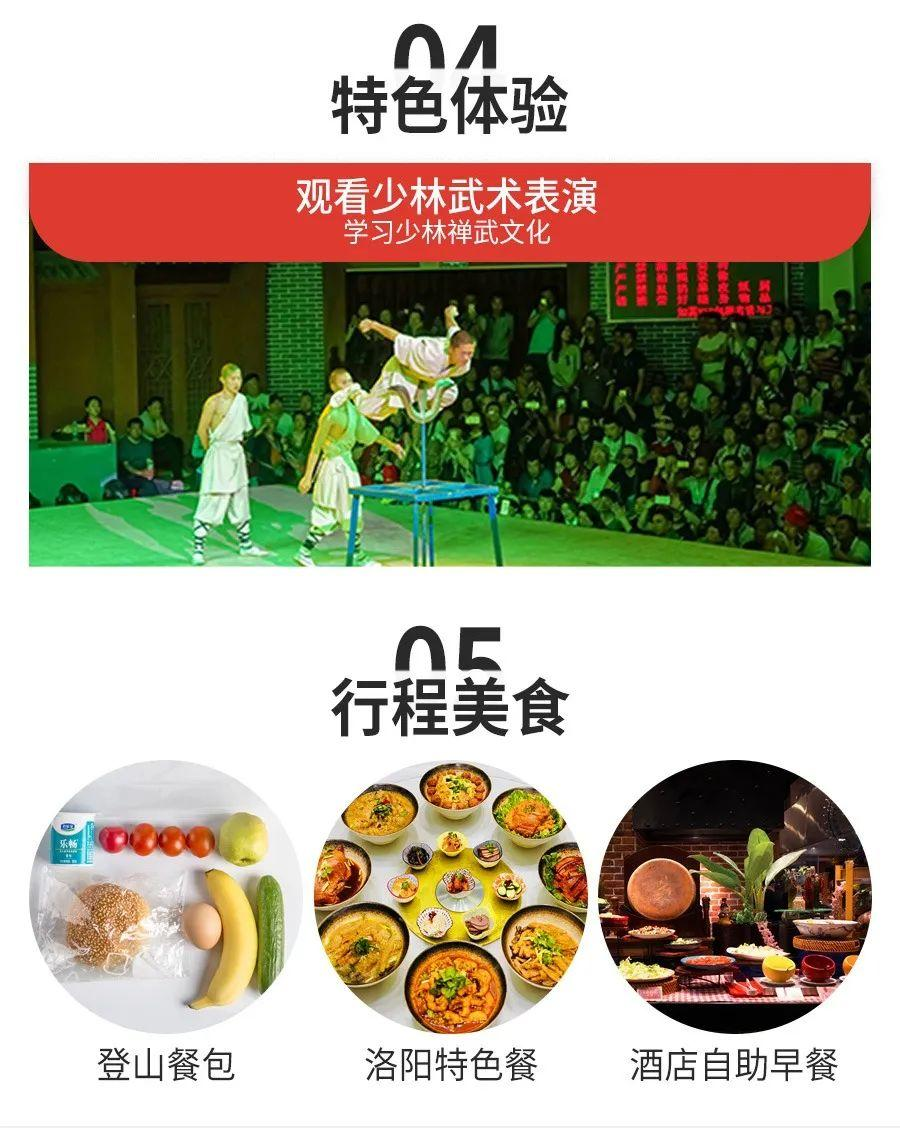 04
特色体验
观看少林武术表演
学习少林禅武文化
05
行程美食
乐畅
登山餐包
洛阳特色餐
酒店自助早餐